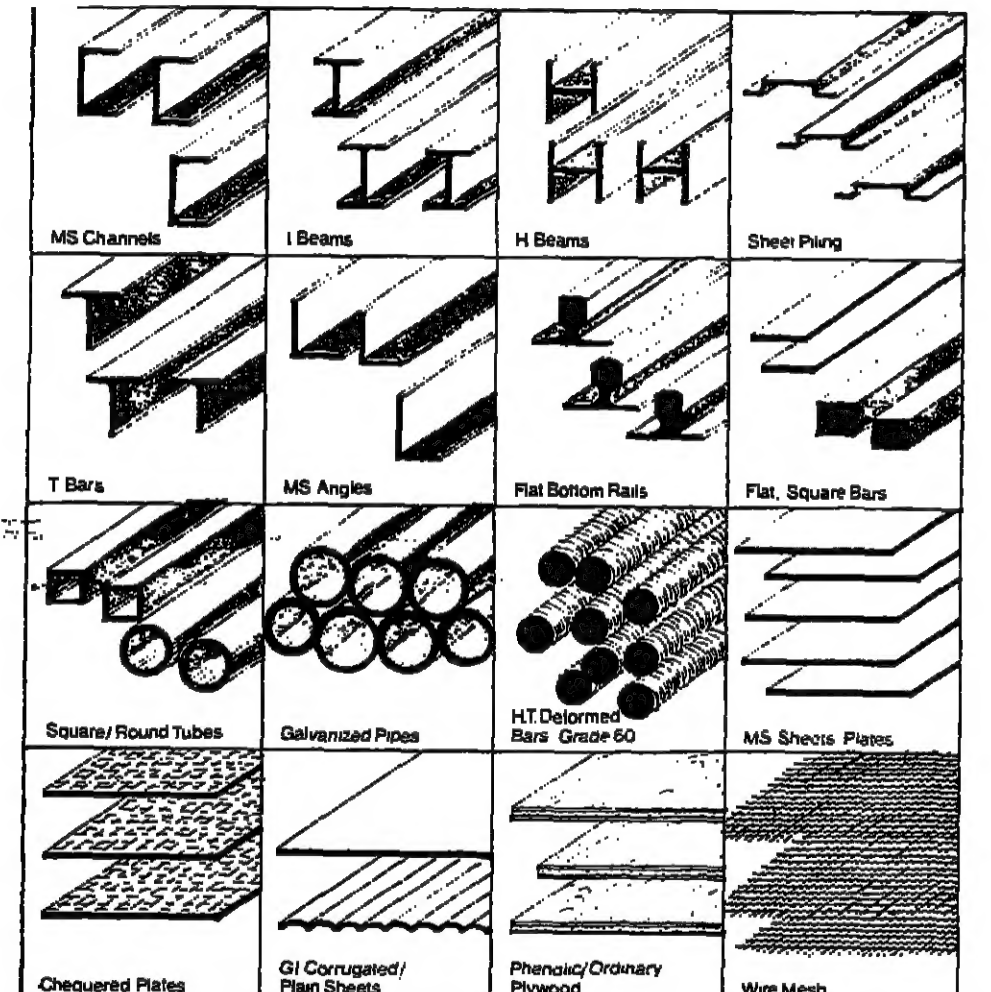 MS Channels
I Beams
H Beams
Sheet Piling
T Bars
MS Angles
Flat Bottom Rails
Flat, Square Bars
Square/Round Tubes
Galvanized Pipes
H.T. Deformed
Bars Grade 60
MS Sheets Plates
Chequered Plates
GI Corrugated/
Plain Sheets
Phenolic/Ordinary
Plywood
Wire Mesh